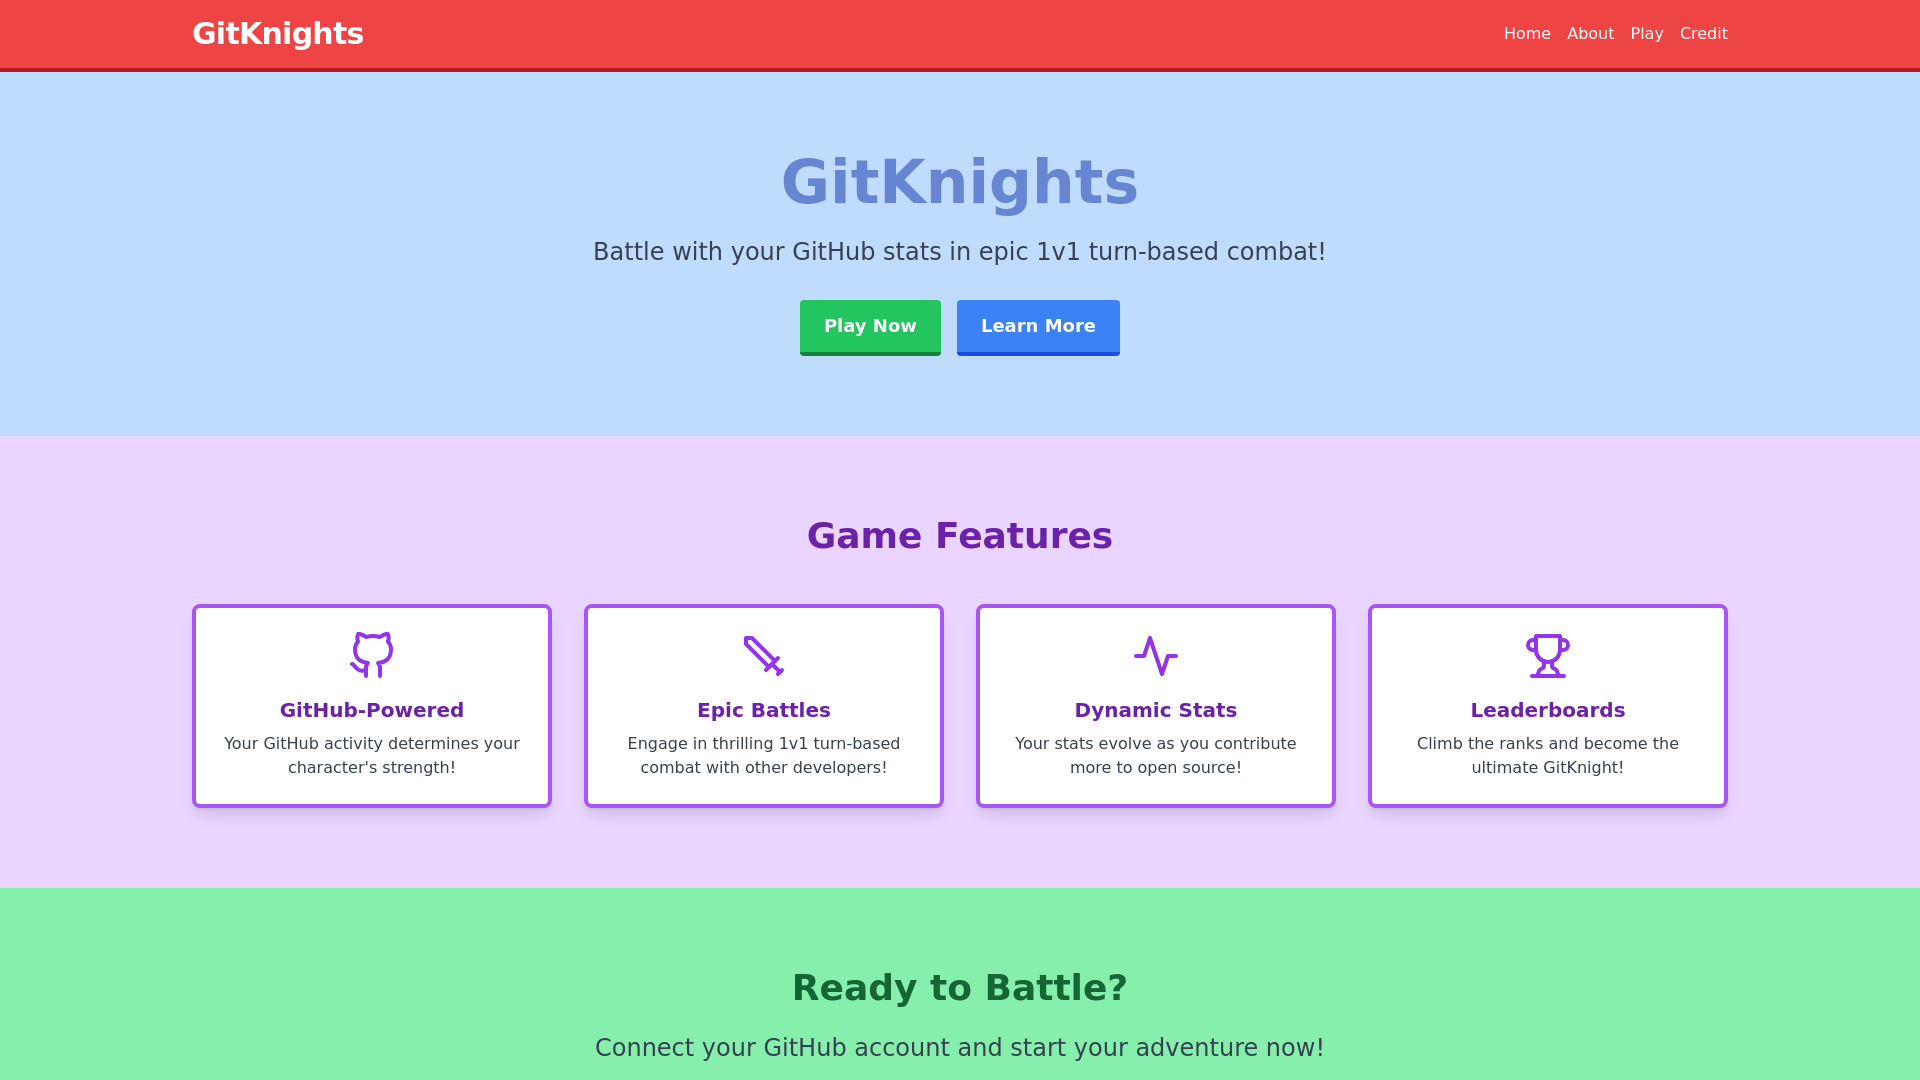 GitKnights
Home About Play Credit
GitKnights
Battle with your GitHub stats in epic 1v1 turn-based combat!
Play Now Learn More
Game Features
GitHub-Powered
Your GitHub activity determines your
character's strength!
Epic Battles
Engage in thrilling 1v1 turn-based
combat with other developers!
Dynamic Stats
Your stats evolve as you contribute
more to open source!
Leaderboards
Climb the ranks and become the
ultimate GitKnight!
Ready to Battle?
Connect your GitHub account and start your adventure now!